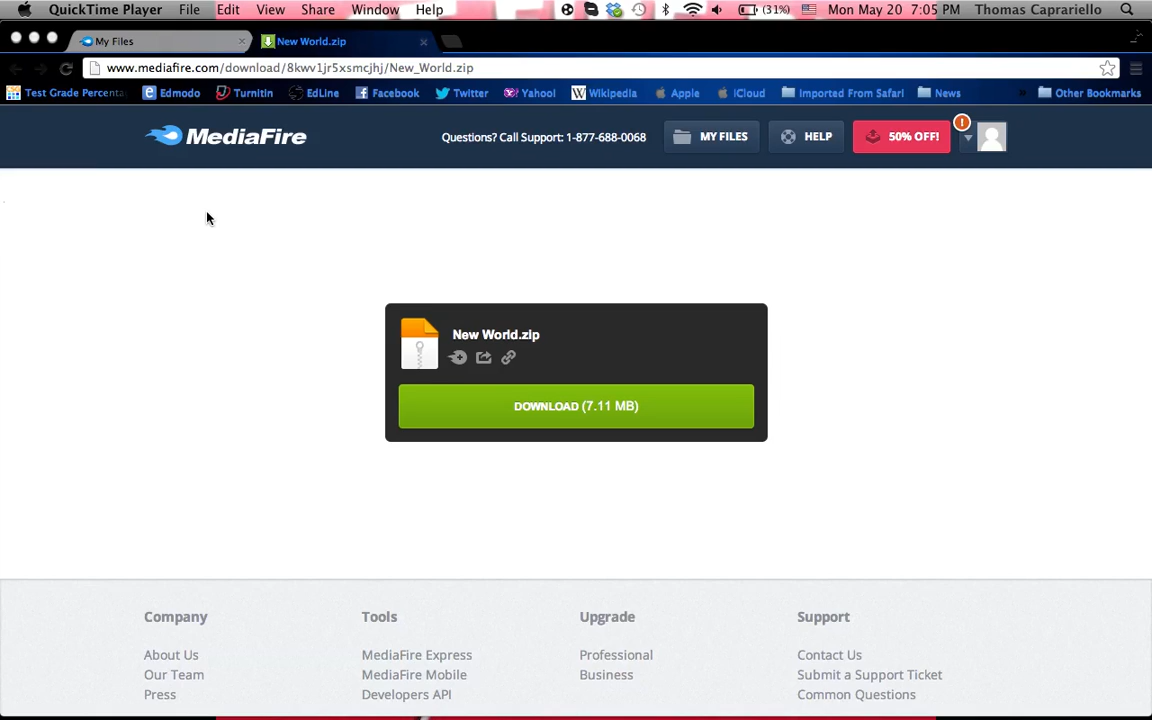 QuickTime Player File Edit View Share Window Help (31%) Mon May 20 7:05 PM Thomas Caprariello
My Files New World.zip
www.mediafire.com/download/8kwv1jr5xsmcjhj/New_World.zip
Test Grade Percenta Edmodo Turnitin EdLine Facebook Twitter Yahoo! Wikipedia Apple iCloud Imported From Safari News » Other Bookmarks
MediaFire Questions? Call Support: 1-877-688-0068 MY FILES HELP 50% OFF! !
New World.zip
DOWNLOAD (7.11 MB)
Company Tools Upgrade Support
About Us MediaFire Express Professional Contact Us
Our Team MediaFire Mobile Business Submit a Support Ticket
Press Developers API Common Questions